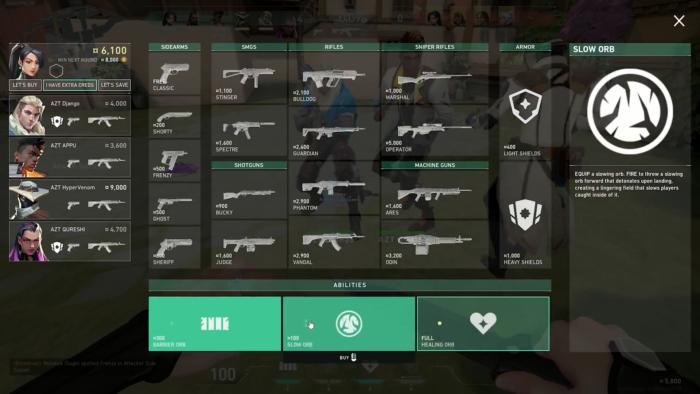 6,100
MIN NEXT ROUND 8,000
LET'S BUY
I HAVE EXTRA CREDS
LET'S SAVE
AZT Django
4,000
AZT APPU
3,600
AZT HyperVenom
9,000
AZT QURESHI
4,700
SIDEARMS
FREE
CLASSIC
200
SHORTY
500
FRENZY
500
GHOST
SHERIFF
SMGS
1,100
STINGER
1,600
SPECTRE
SHOTGUNS
900
BUCKY
1,600
JUDGE
RIFLES
2,100
BULLDOG
2,400
GUARDIAN
2,900
PHANTOM
2,900
VANDAL
SNIPER RIFLES
1,000
MARSHAL
5,000
OPERATOR
MACHINE GUNS
1,600
ARES
3,200
ODIN
ARMOR
400
LIGHT SHIELDS
1,000
HEAVY SHIELDS
SLOW ORB
EQUIP a slowing orb. FIRE to throw a slowing
orb forward that detonates upon landing,
creating a lingering field that slows players
caught inside of it.
ABILITIES
300
BARRIER ORB
100
SLOW ORB
FULL
HEALING ORB
BUY
100
5,800